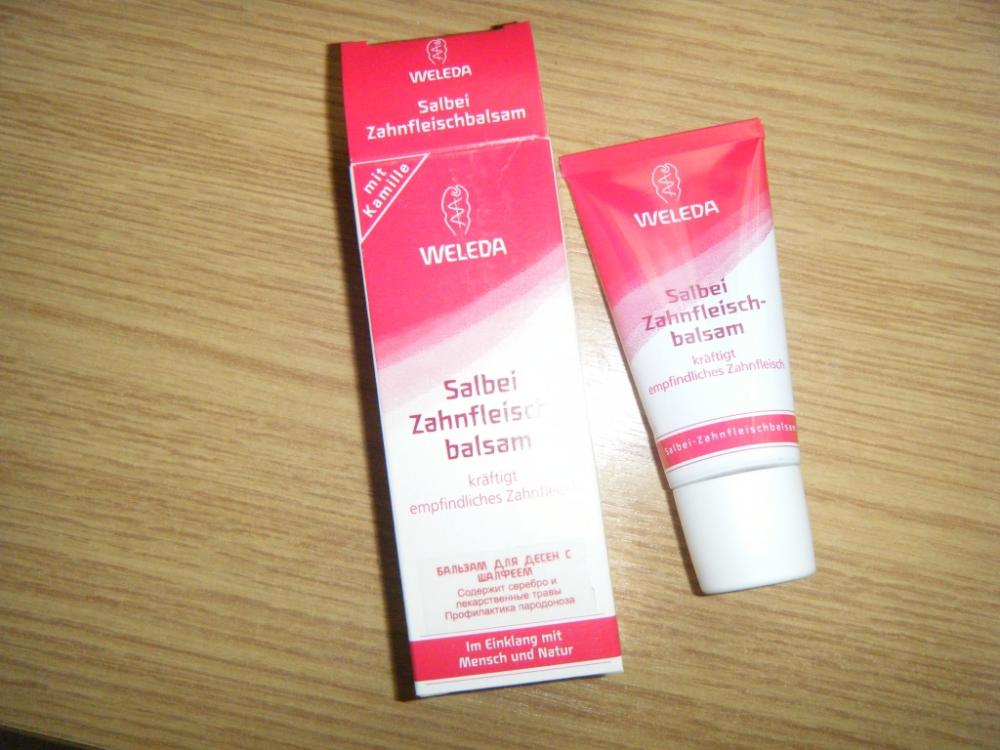 WELEDA
Salbei
Zahnfleischbalsam
mit
Kamille
WELEDA
Salbei
Zahnfleisch
balsam
kräftigt
empfindliches Zahnfleisch
БАЛЬЗАМ ДЛЯ ДЕСЕН С
ШАЛФЕЕМ
Содержит серебро и
лекарственные травы
Профилактика пародоноза
Im Einklang mit
Mensch und Natur
WELEDA
Salbei
Zahnfleisch-
balsam
kräftigt
empfindliches Zahnfleisch
Salbei-Zahnfleischbalsam